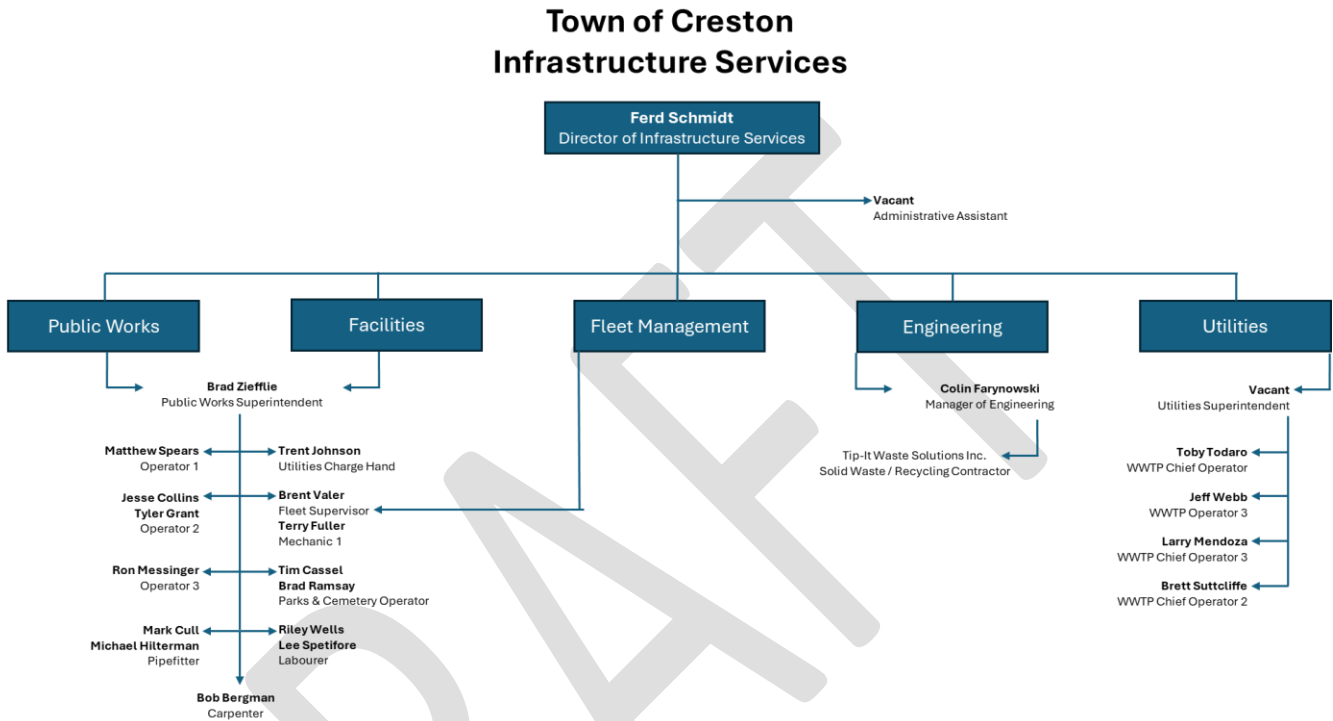 Town of Creston
Infrastructure Services
Ferd Schmidt
Director of Infrastructure Services
Vacant
Administrative Assistant
Public Works
Facilities
Fleet Management
Engineering
Utilities
Brad Ziefflie
Public Works Superintendent
Matthew Spears
Operator 1
Jesse Collins
Tyler Grant
Operator 2
Ron Messinger
Operator 3
Mark Cull
Michael Hilterman
Pipefitter
Trent Johnson
Utilities Charge Hand
Brent Valer
Fleet Supervisor
Terry Fuller
Mechanic 1
Tim Cassel
Brad Ramsay
Parks & Cemetery Operator
Riley Wells
Lee Spetifore
Labourer
Bob Bergman
Carpenter
Colin Farynowski
Manager of Engineering
Tip-It Waste Solutions Inc.
Solid Waste / Recycling Contractor
Vacant
Utilities Superintendent
Toby Todaro
WWTP Chief Operator
Jeff Webb
WWTP Operator 3
Larry Mendoza
WWTP Chief Operator 3
Brett Suttcliffe
WWTP Chief Operator 2
DRAFT